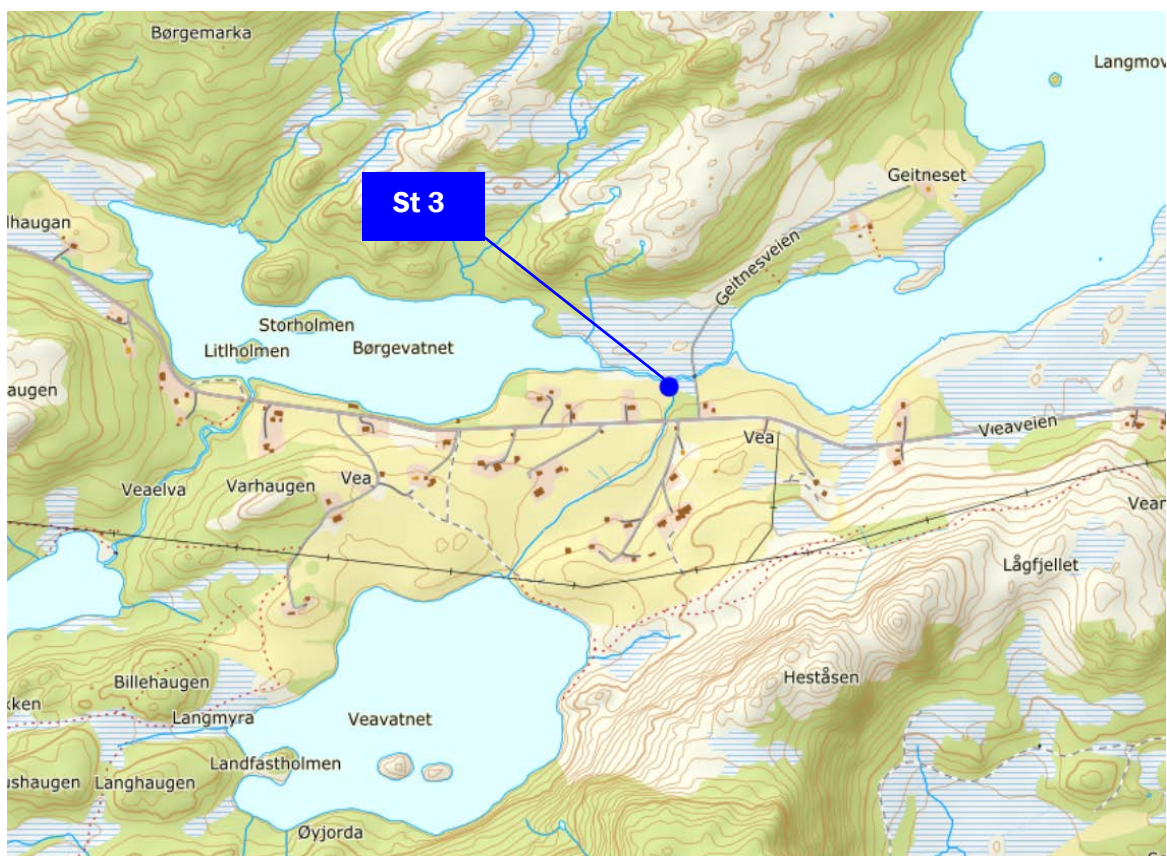 Børgemarka
Langmov
Geitneset
St 3
lhaugan
Geitnesveien
Storholmen
Litlholmen
Børgevatnet
augen
Vieaveien
Vea
Veaelva
Varhaugen
Vea
Vear
Lågfjellet
Billehaugen
Heståsen
kken
Langmyra
Veavatnet
Landfastholmen
ushaugen
Langhaugen
Øyjorda